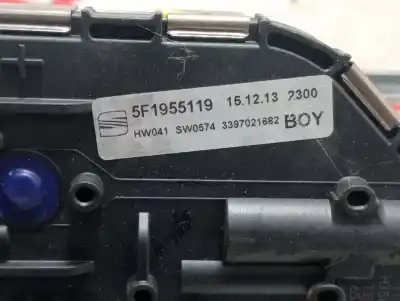 5F1955119 15.12.13 2300
HW041 SW0574 3397021682 BOY